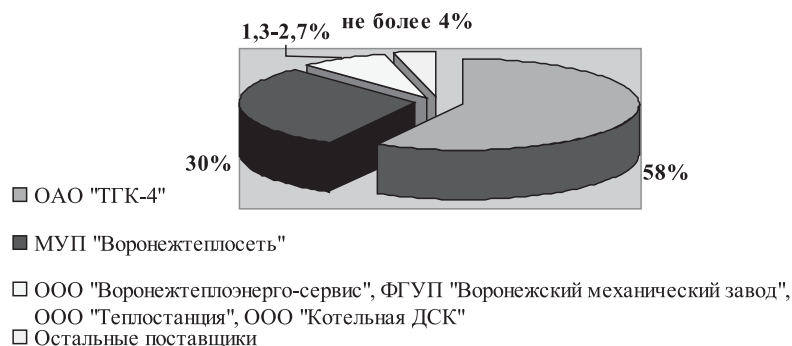 1,3-2,7%
не более 4%
30%
58%
ОАО "ТГК-4"
МУП "Воронежтеплосеть"
ООО "Воронежтеплоэнерго-сервис", ФГУП "Воронежский механический завод",
ООО "Теплостанция", ООО "Котельная ДСК"
Остальные поставщики